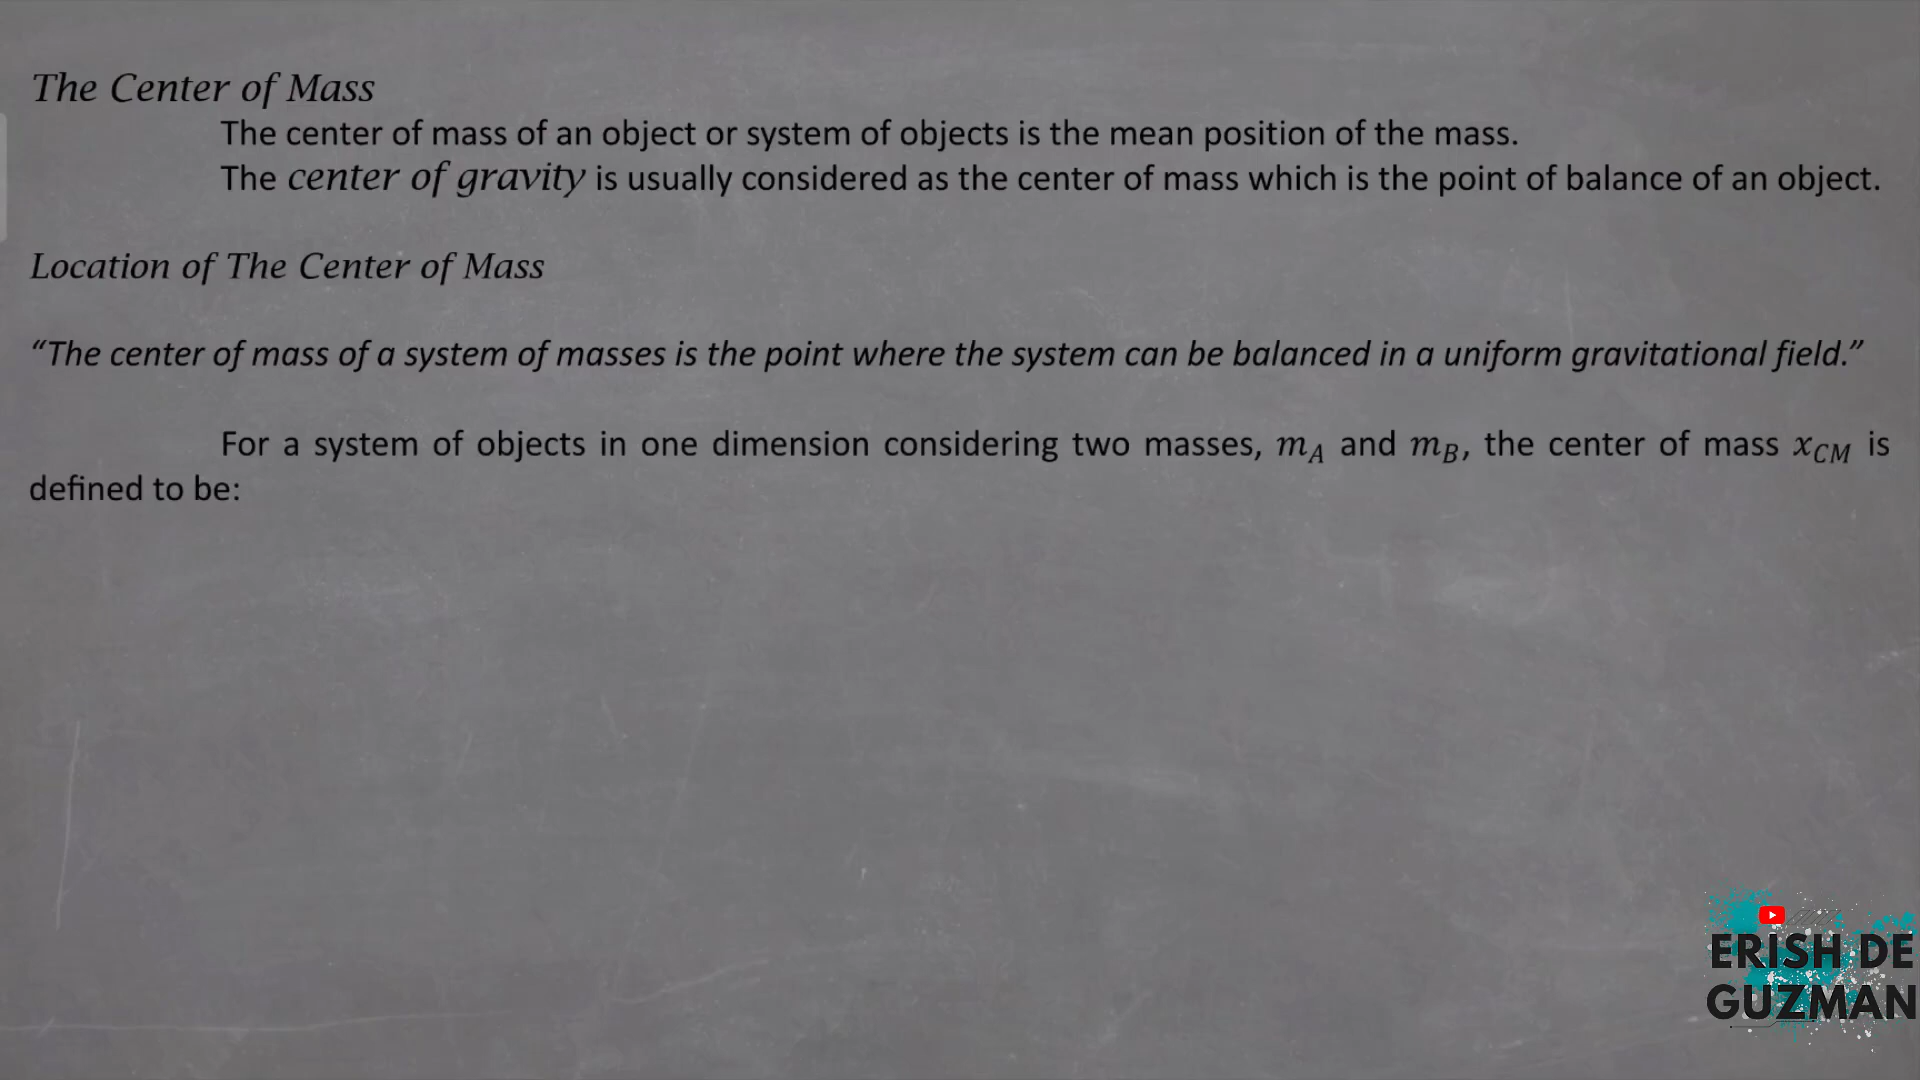 The Center of Mass
The center of mass of an object or system of objects is the mean position of the mass.
The center of gravity is usually considered as the center of mass which is the point of balance of an object.
Location of The Center of Mass
“The center of mass of a system of masses is the point where the system can be balanced in a uniform gravitational field.”
For a system of objects in one dimension considering two masses, m_A and m_B, the center of mass x_CM is
defined to be:
ERISH DE
GUZMAN